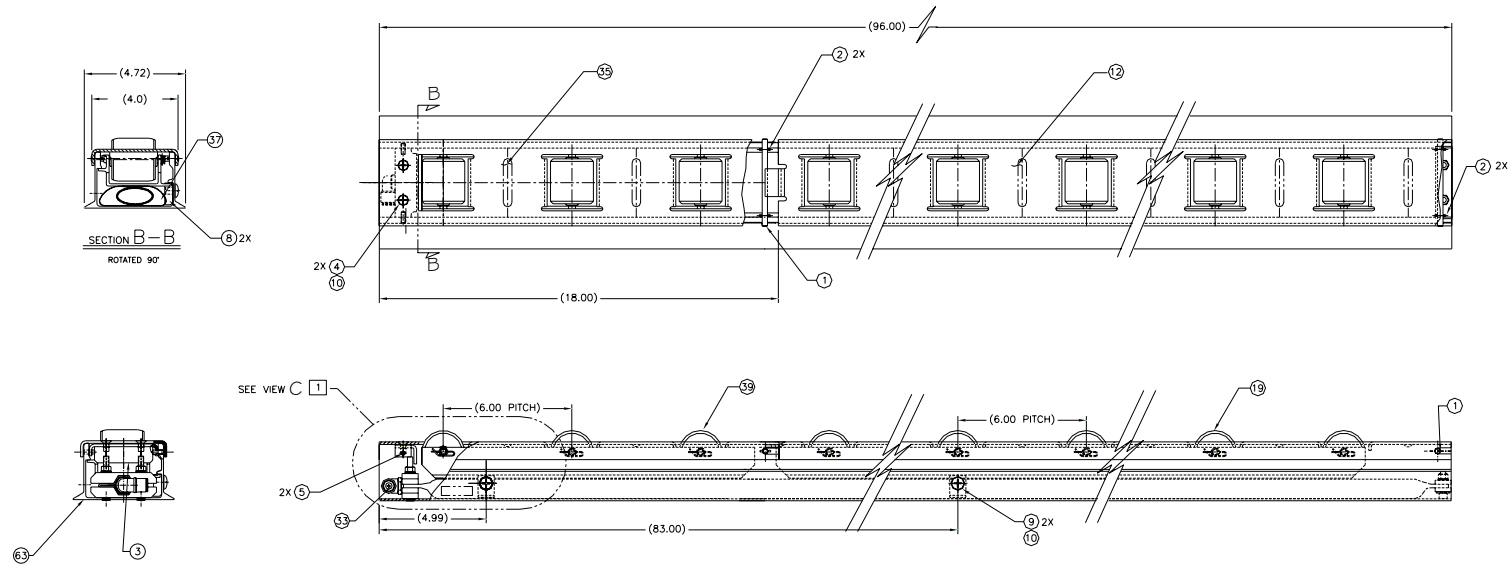 (96.00)
2 2X
35
12
(4.72)
(4.0)
B
37
2 2X
SECTION B-B
8 2X
ROTATED 90°
2X 4
10
B
1
(18.00)
SEE VIEW C 1
39
19
(6.00 PITCH)
(6.00 PITCH)
1
2X 5
33
(4.99)
9 2X
(83.00)
10
63
3